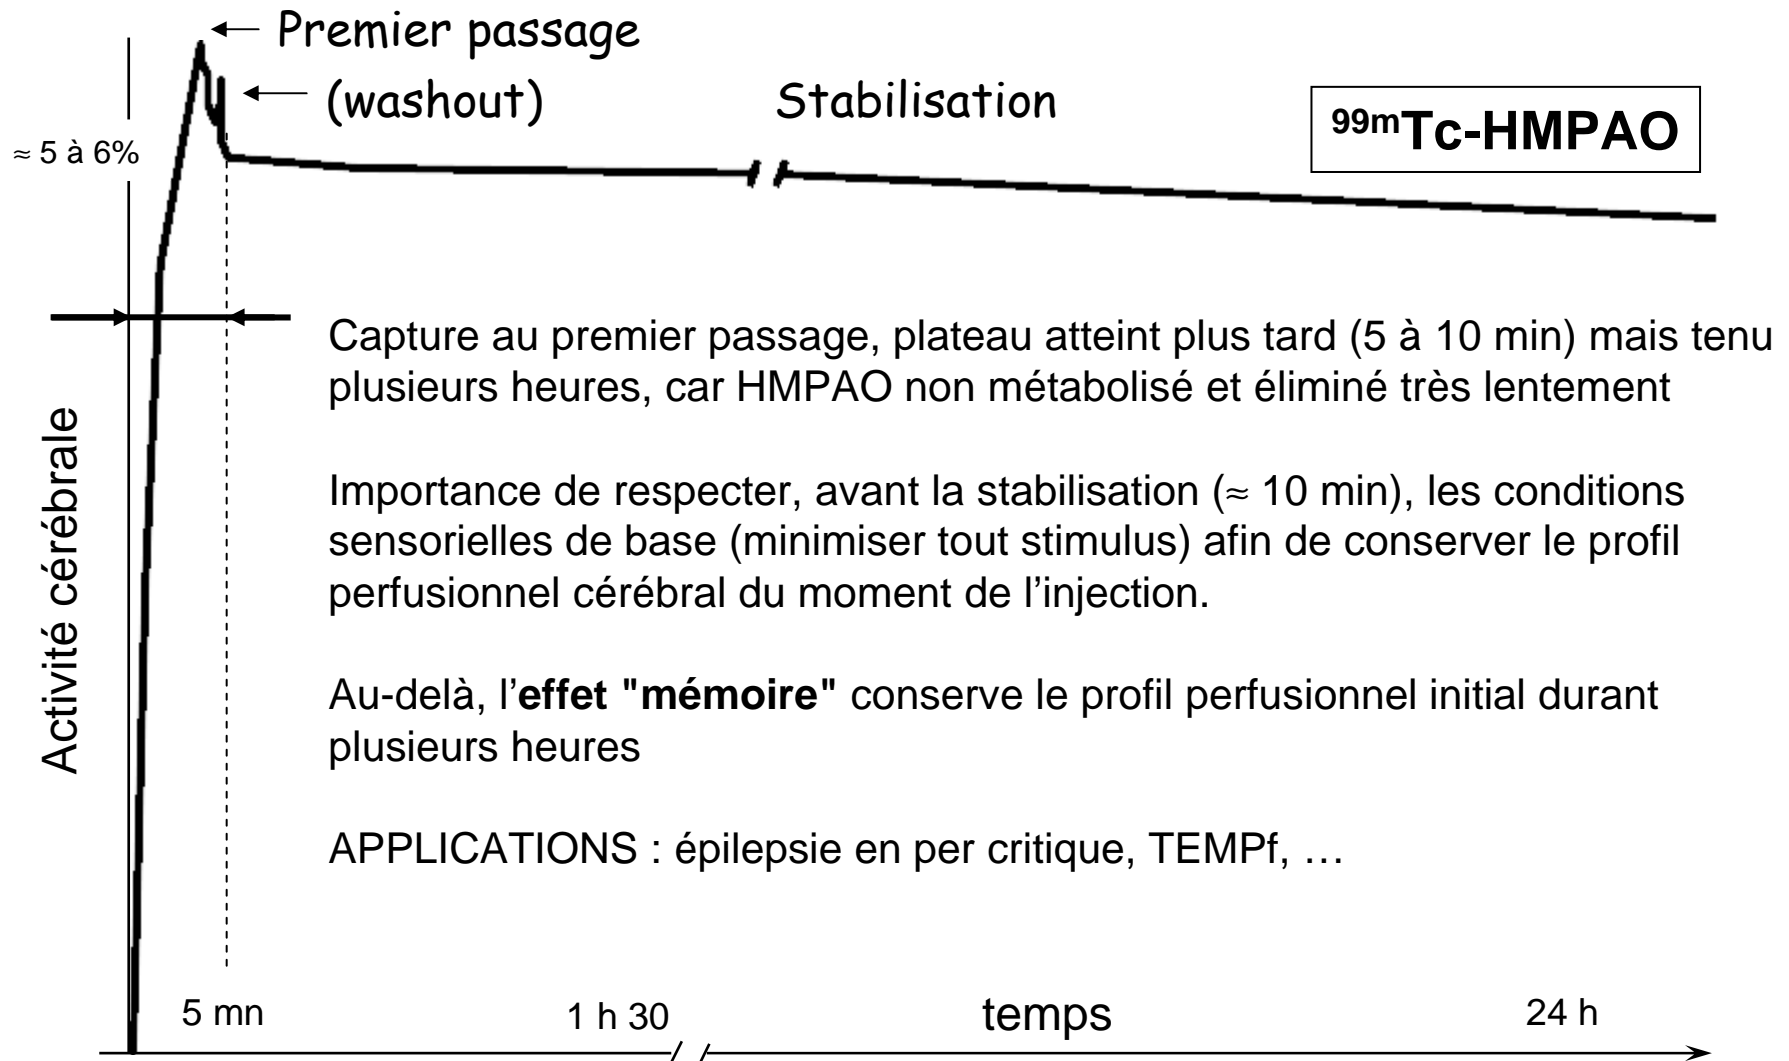 ← Premier passage
← (washout)
Stabilisation
99mTc-HMPAO
≈ 5 à 6%
Capture au premier passage, plateau atteint plus tard (5 à 10 min) mais tenu
plusieurs heures, car HMPAO non métabolisé et éliminé très lentement
Importance de respecter, avant la stabilisation (≈ 10 min), les conditions
sensorielles de base (minimiser tout stimulus) afin de conserver le profil
perfusionnel cérébral du moment de l’injection.
Au-delà, l’effet "mémoire" conserve le profil perfusionnel initial durant
plusieurs heures
APPLICATIONS : épilepsie en per critique, TEMPf, …
Activité cérébrale
5 mn
1 h 30
temps
24 h